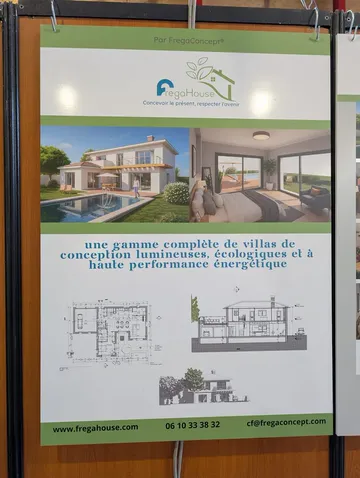 Par FregaConcept®
FregaHouse
Concevoir le présent, respecter l'avenir
une gamme complète de villas de
conception lumineuses, écologiques et à
haute performance énergétique
www.fregahouse.com 06 10 33 38 32 cf@fregaconcept.com